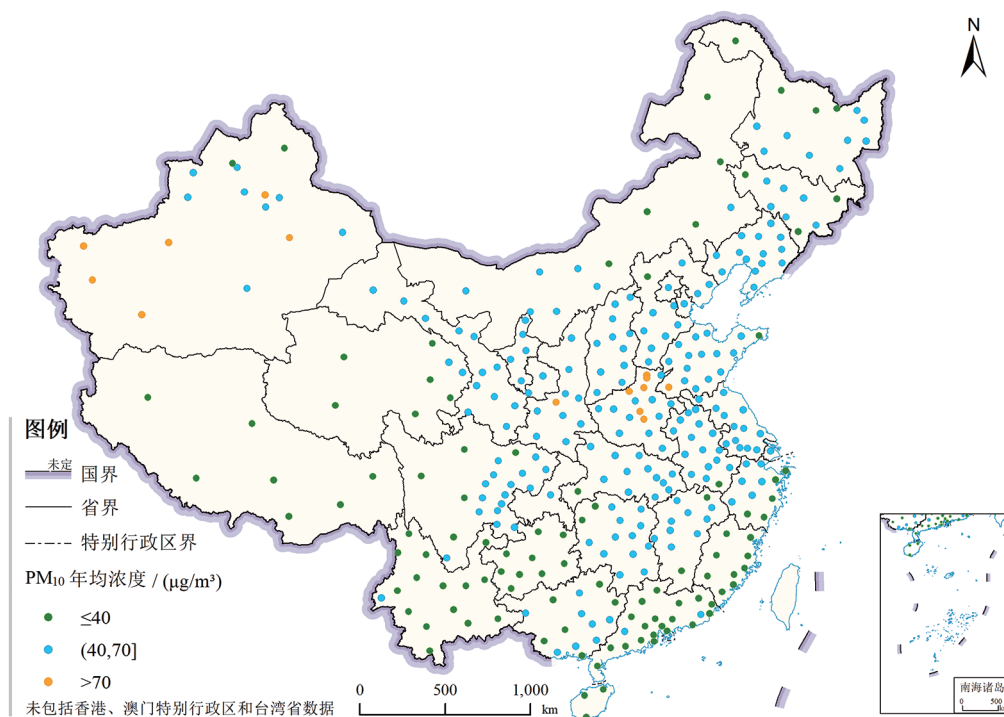 N
图例
未定
国界
省界
特别行政区界
PM₁₀ 年均浓度 / (μg/m³)
≤40
(40,70]
>70
未包括香港、澳门特别行政区和台湾省数据
0 500 1,000
km
南海诸岛
0 500
km